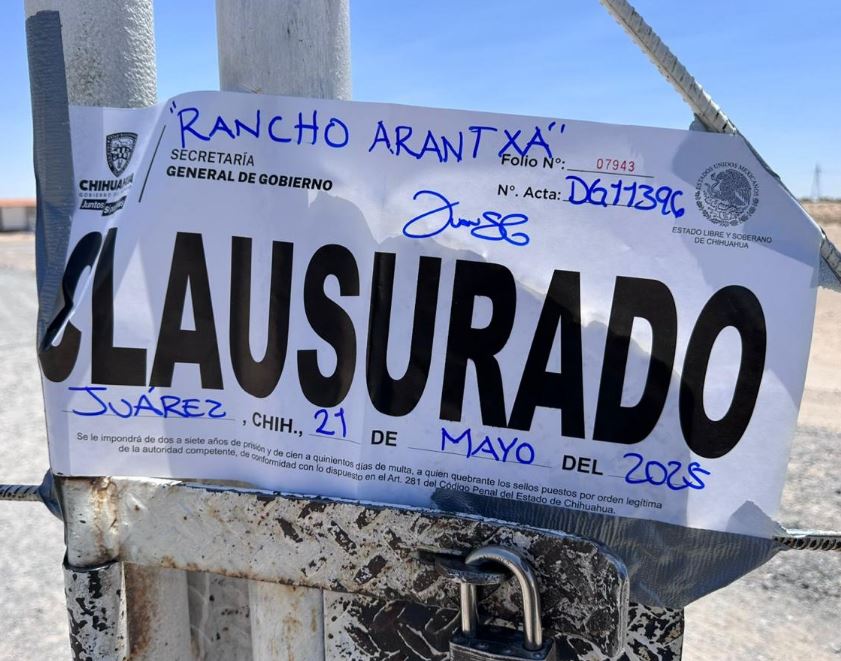 "RANCHO ARANTXA"
CHIHUAHUA
SECRETARÍA
GENERAL DE GOBIERNO
Folio Nº: 07943
Nº. Acta: DG11396
ESTADOS UNIDOS MEXICANOS
ESTADO LIBRE Y SOBERANO
DE CHIHUAHUA
CLAUSURADO
JUÁREZ, CHIH., 21 DE MAYO DEL 2025
Se le impondrá de dos a siete años de prisión y de cien a quinientos días de multa, a quien quebrante los sellos puestos por orden legítima
de la autoridad competente, de conformidad con lo dispuesto en el Art. 281 del Código Penal del Estado de Chihuahua.